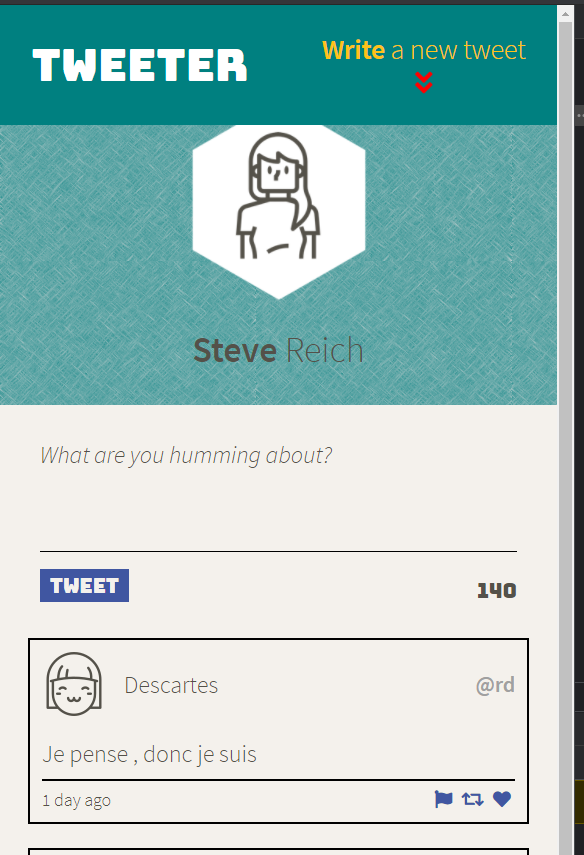 TWEETER
Write a new tweet
Steve Reich
What are you humming about?
TWEET
140
Descartes
@rd
Je pense , donc je suis
1 day ago